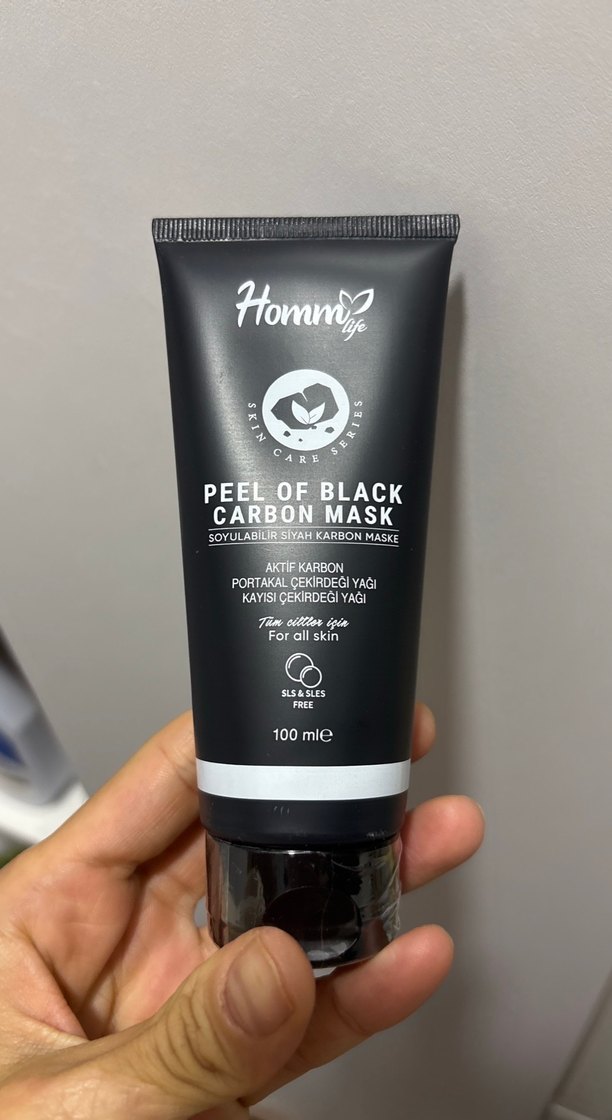 Hommy
life
SKIN CARE SERIES
PEEL OF BLACK
CARBON MASK
SOYULABİLİR SİYAH KARBON MASKE
AKTİF KARBON
PORTAKAL ÇEKİRDEĞİ YAĞI
KAYISI ÇEKİRDEĞİ YAĞI
Tüm ciltler için
For all skin
SLS & SLES
FREE
100 ml℮